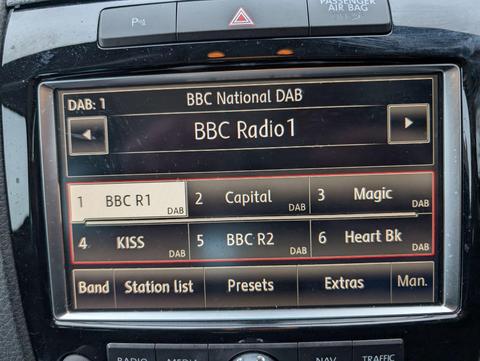 P
PASSENGER
AIR BAG
DAB: 1
BBC National DAB
BBC Radio1
1 BBC R1 DAB
2 Capital DAB
3 Magic DAB
4 KISS DAB
5 BBC R2 DAB
6 Heart Bk DAB
Band Station list Presets Extras Man.
RADIO MEDIA NAV TRAFFIC